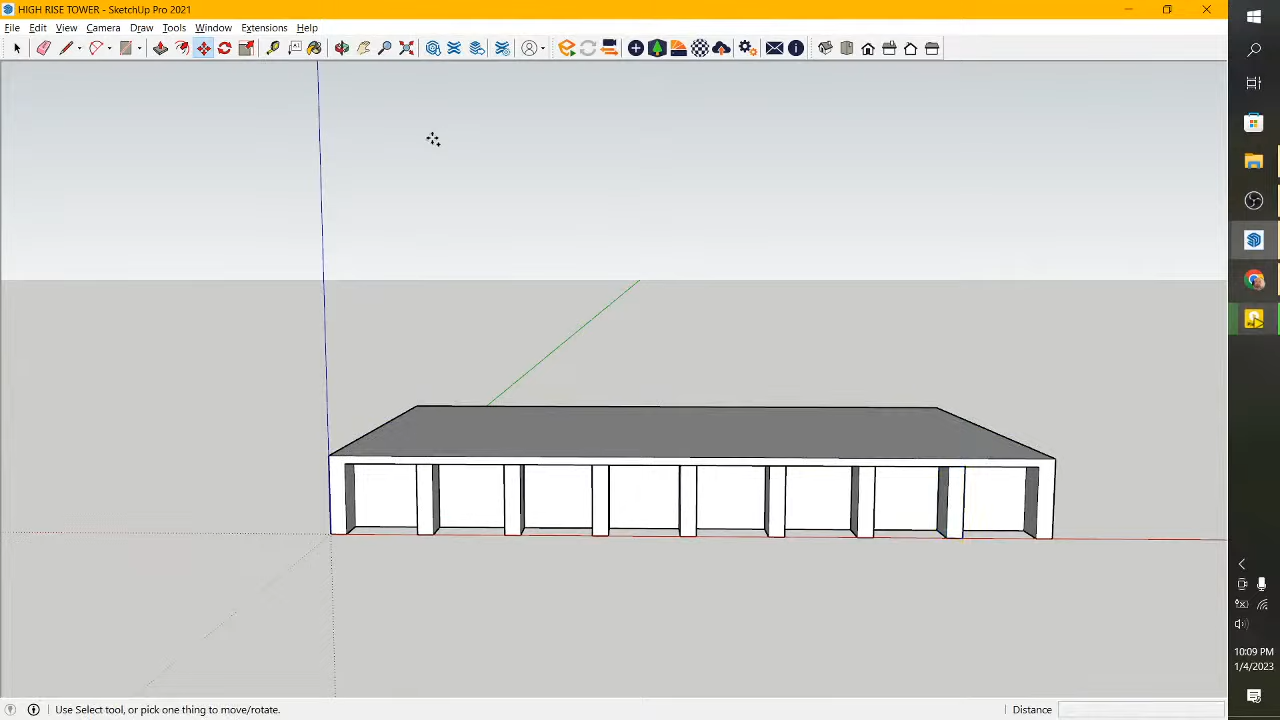 HIGH RISE TOWER - SketchUp Pro 2021
File Edit View Camera Draw Tools Window Extensions Help
Use Select tool, or pick one thing to move/rotate.
Distance
10:09 PM
1/4/2023